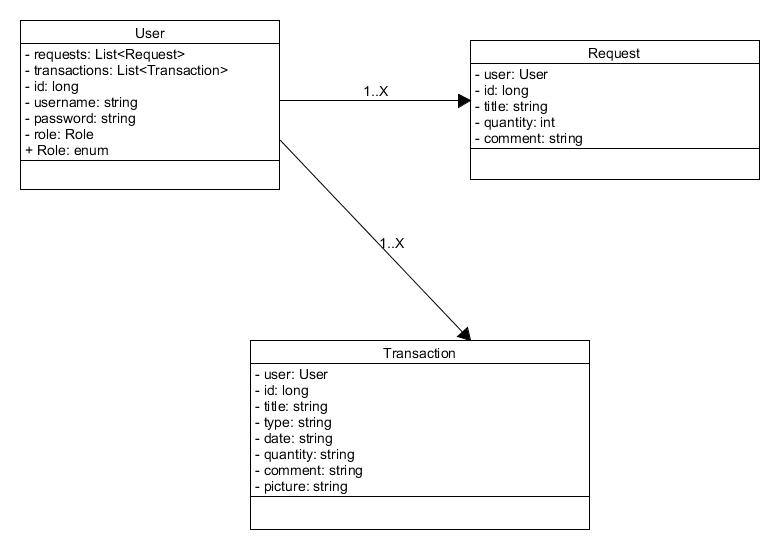 User
- requests: List<Request>
- transactions: List<Transaction>
- id: long
- username: string
- password: string
- role: Role
+ Role: enum
1..X
Request
- user: User
- id: long
- title: string
- quantity: int
- comment: string
1..X
Transaction
- user: User
- id: long
- title: string
- type: string
- date: string
- quantity: string
- comment: string
- picture: string